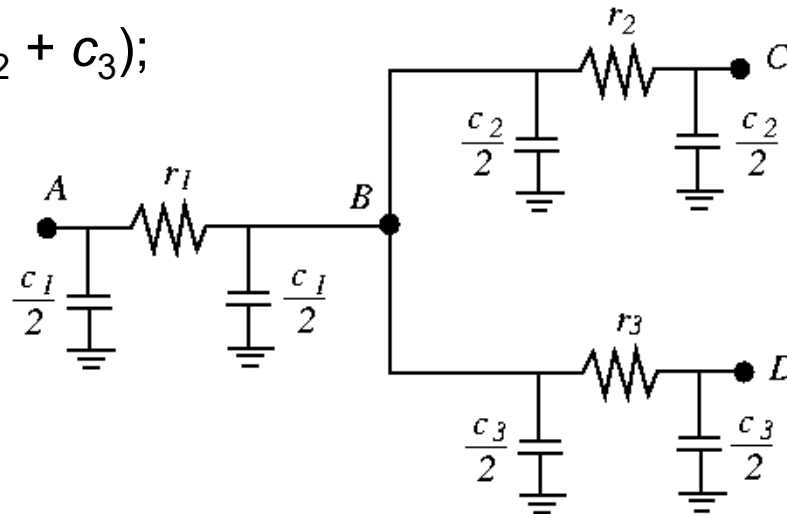 ₂ + c₃);
r₂
C
c₂/2
c₂/2
A
r₁
B
c₁/2
c₁/2
r₃
D
c₃/2
c₃/2